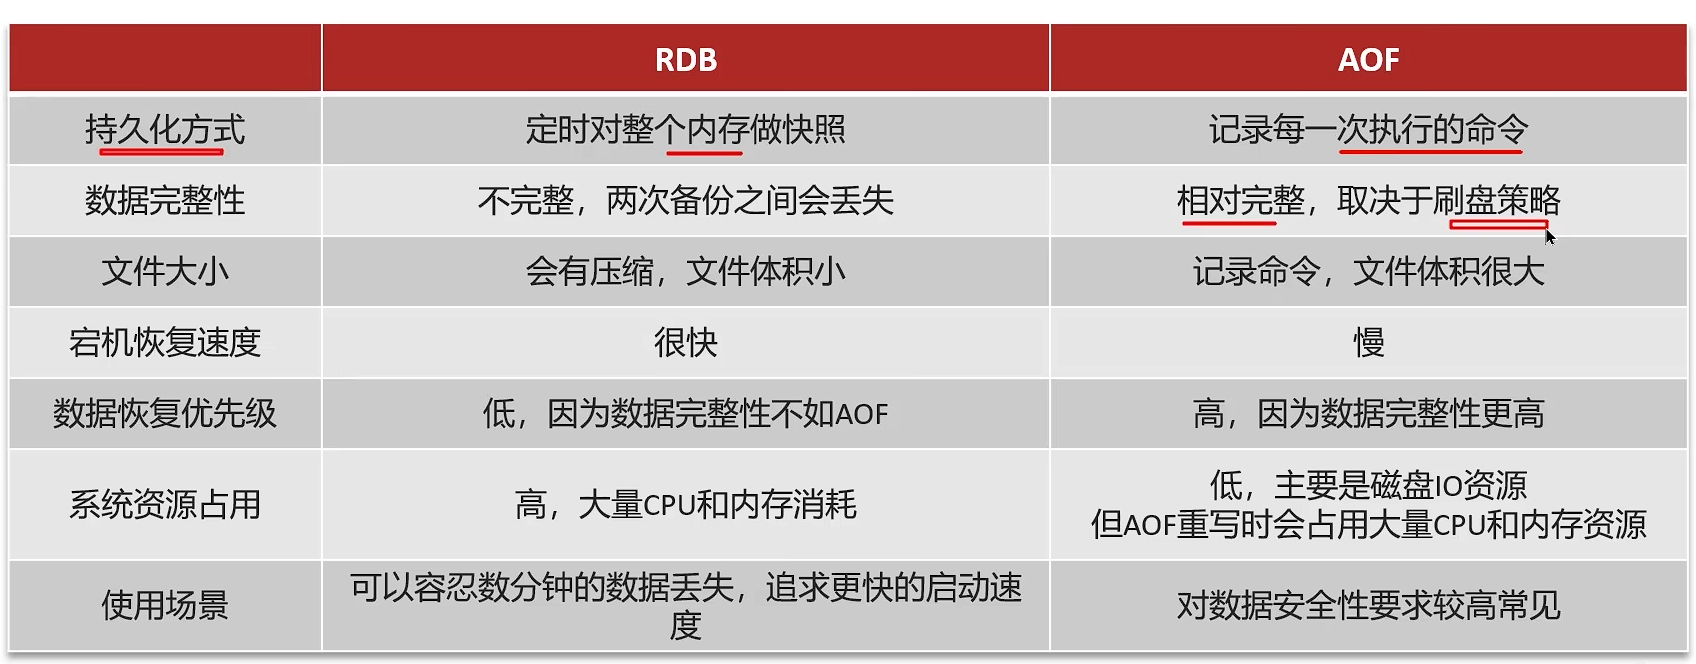 RDB AOF
持久化方式 定时对整个内存做快照 记录每一次执行的命令
数据完整性 不完整，两次备份之间会丢失 相对完整，取决于刷盘策略
文件大小 会有压缩，文件体积小 记录命令，文件体积很大
宕机恢复速度 很快 慢
数据恢复优先级 低，因为数据完整性不如AOF 高，因为数据完整性更高
系统资源占用 高，大量CPU和内存消耗 低，主要是磁盘IO资源
但AOF重写时会占用大量CPU和内存资源
使用场景 可以容忍数分钟的数据丢失，追求更快的启动速
度 对数据安全性要求较高常见